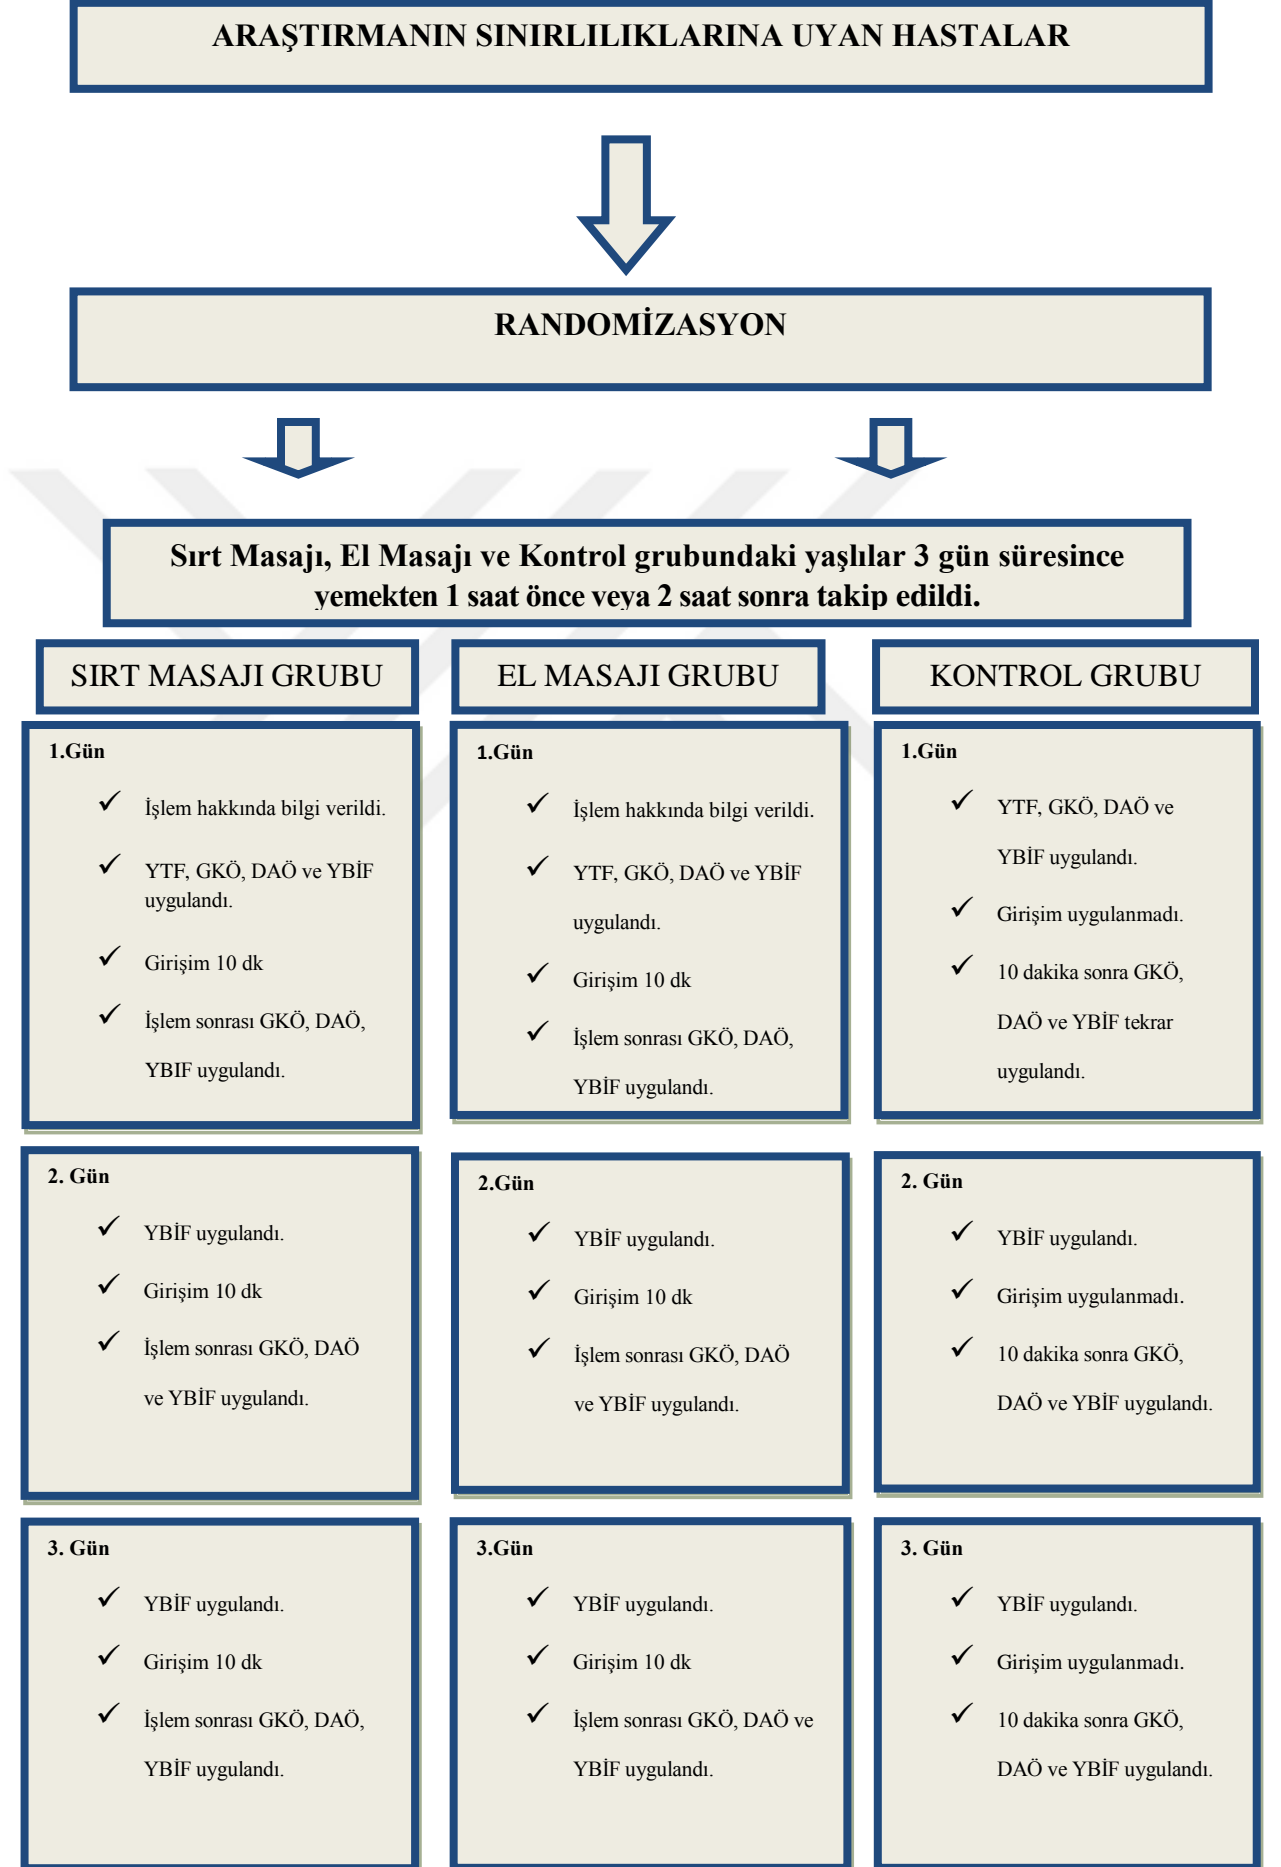 ARAŞTIRMANIN SINIRLILIKLARINA UYAN HASTALAR
RANDOMİZASYON
Sırt Masajı, El Masajı ve Kontrol grubundaki yaşlılar 3 gün süresince
yemekten 1 saat önce veya 2 saat sonra takip edildi.
SIRT MASAJI GRUBU
1.Gün
✓ İşlem hakkında bilgi verildi.
✓ YTF, GKÖ, DAÖ ve YBİF
uygulandı.
✓ Girişim 10 dk
✓ İşlem sonrası GKÖ, DAÖ,
YBIF uygulandı.
2. Gün
✓ YBİF uygulandı.
✓ Girişim 10 dk
✓ İşlem sonrası GKÖ, DAÖ
ve YBİF uygulandı.
3. Gün
✓ YBİF uygulandı.
✓ Girişim 10 dk
✓ İşlem sonrası GKÖ, DAÖ,
YBİF uygulandı.
EL MASAJI GRUBU
1.Gün
✓ İşlem hakkında bilgi verildi.
✓ YTF, GKÖ, DAÖ ve YBİF
uygulandı.
✓ Girişim 10 dk
✓ İşlem sonrası GKÖ, DAÖ,
YBİF uygulandı.
2.Gün
✓ YBİF uygulandı.
✓ Girişim 10 dk
✓ İşlem sonrası GKÖ, DAÖ
ve YBİF uygulandı.
3.Gün
✓ YBİF uygulandı.
✓ Girişim 10 dk
✓ İşlem sonrası GKÖ, DAÖ ve
YBİF uygulandı.
KONTROL GRUBU
1.Gün
✓ YTF, GKÖ, DAÖ ve
YBİF uygulandı.
✓ Girişim uygulanmadı.
✓ 10 dakika sonra GKÖ,
DAÖ ve YBİF tekrar
uygulandı.
2. Gün
✓ YBİF uygulandı.
✓ Girişim uygulanmadı.
✓ 10 dakika sonra GKÖ,
DAÖ ve YBİF uygulandı.
3. Gün
✓ YBİF uygulandı.
✓ Girişim uygulanmadı.
✓ 10 dakika sonra GKÖ,
DAÖ ve YBİF uygulandı.